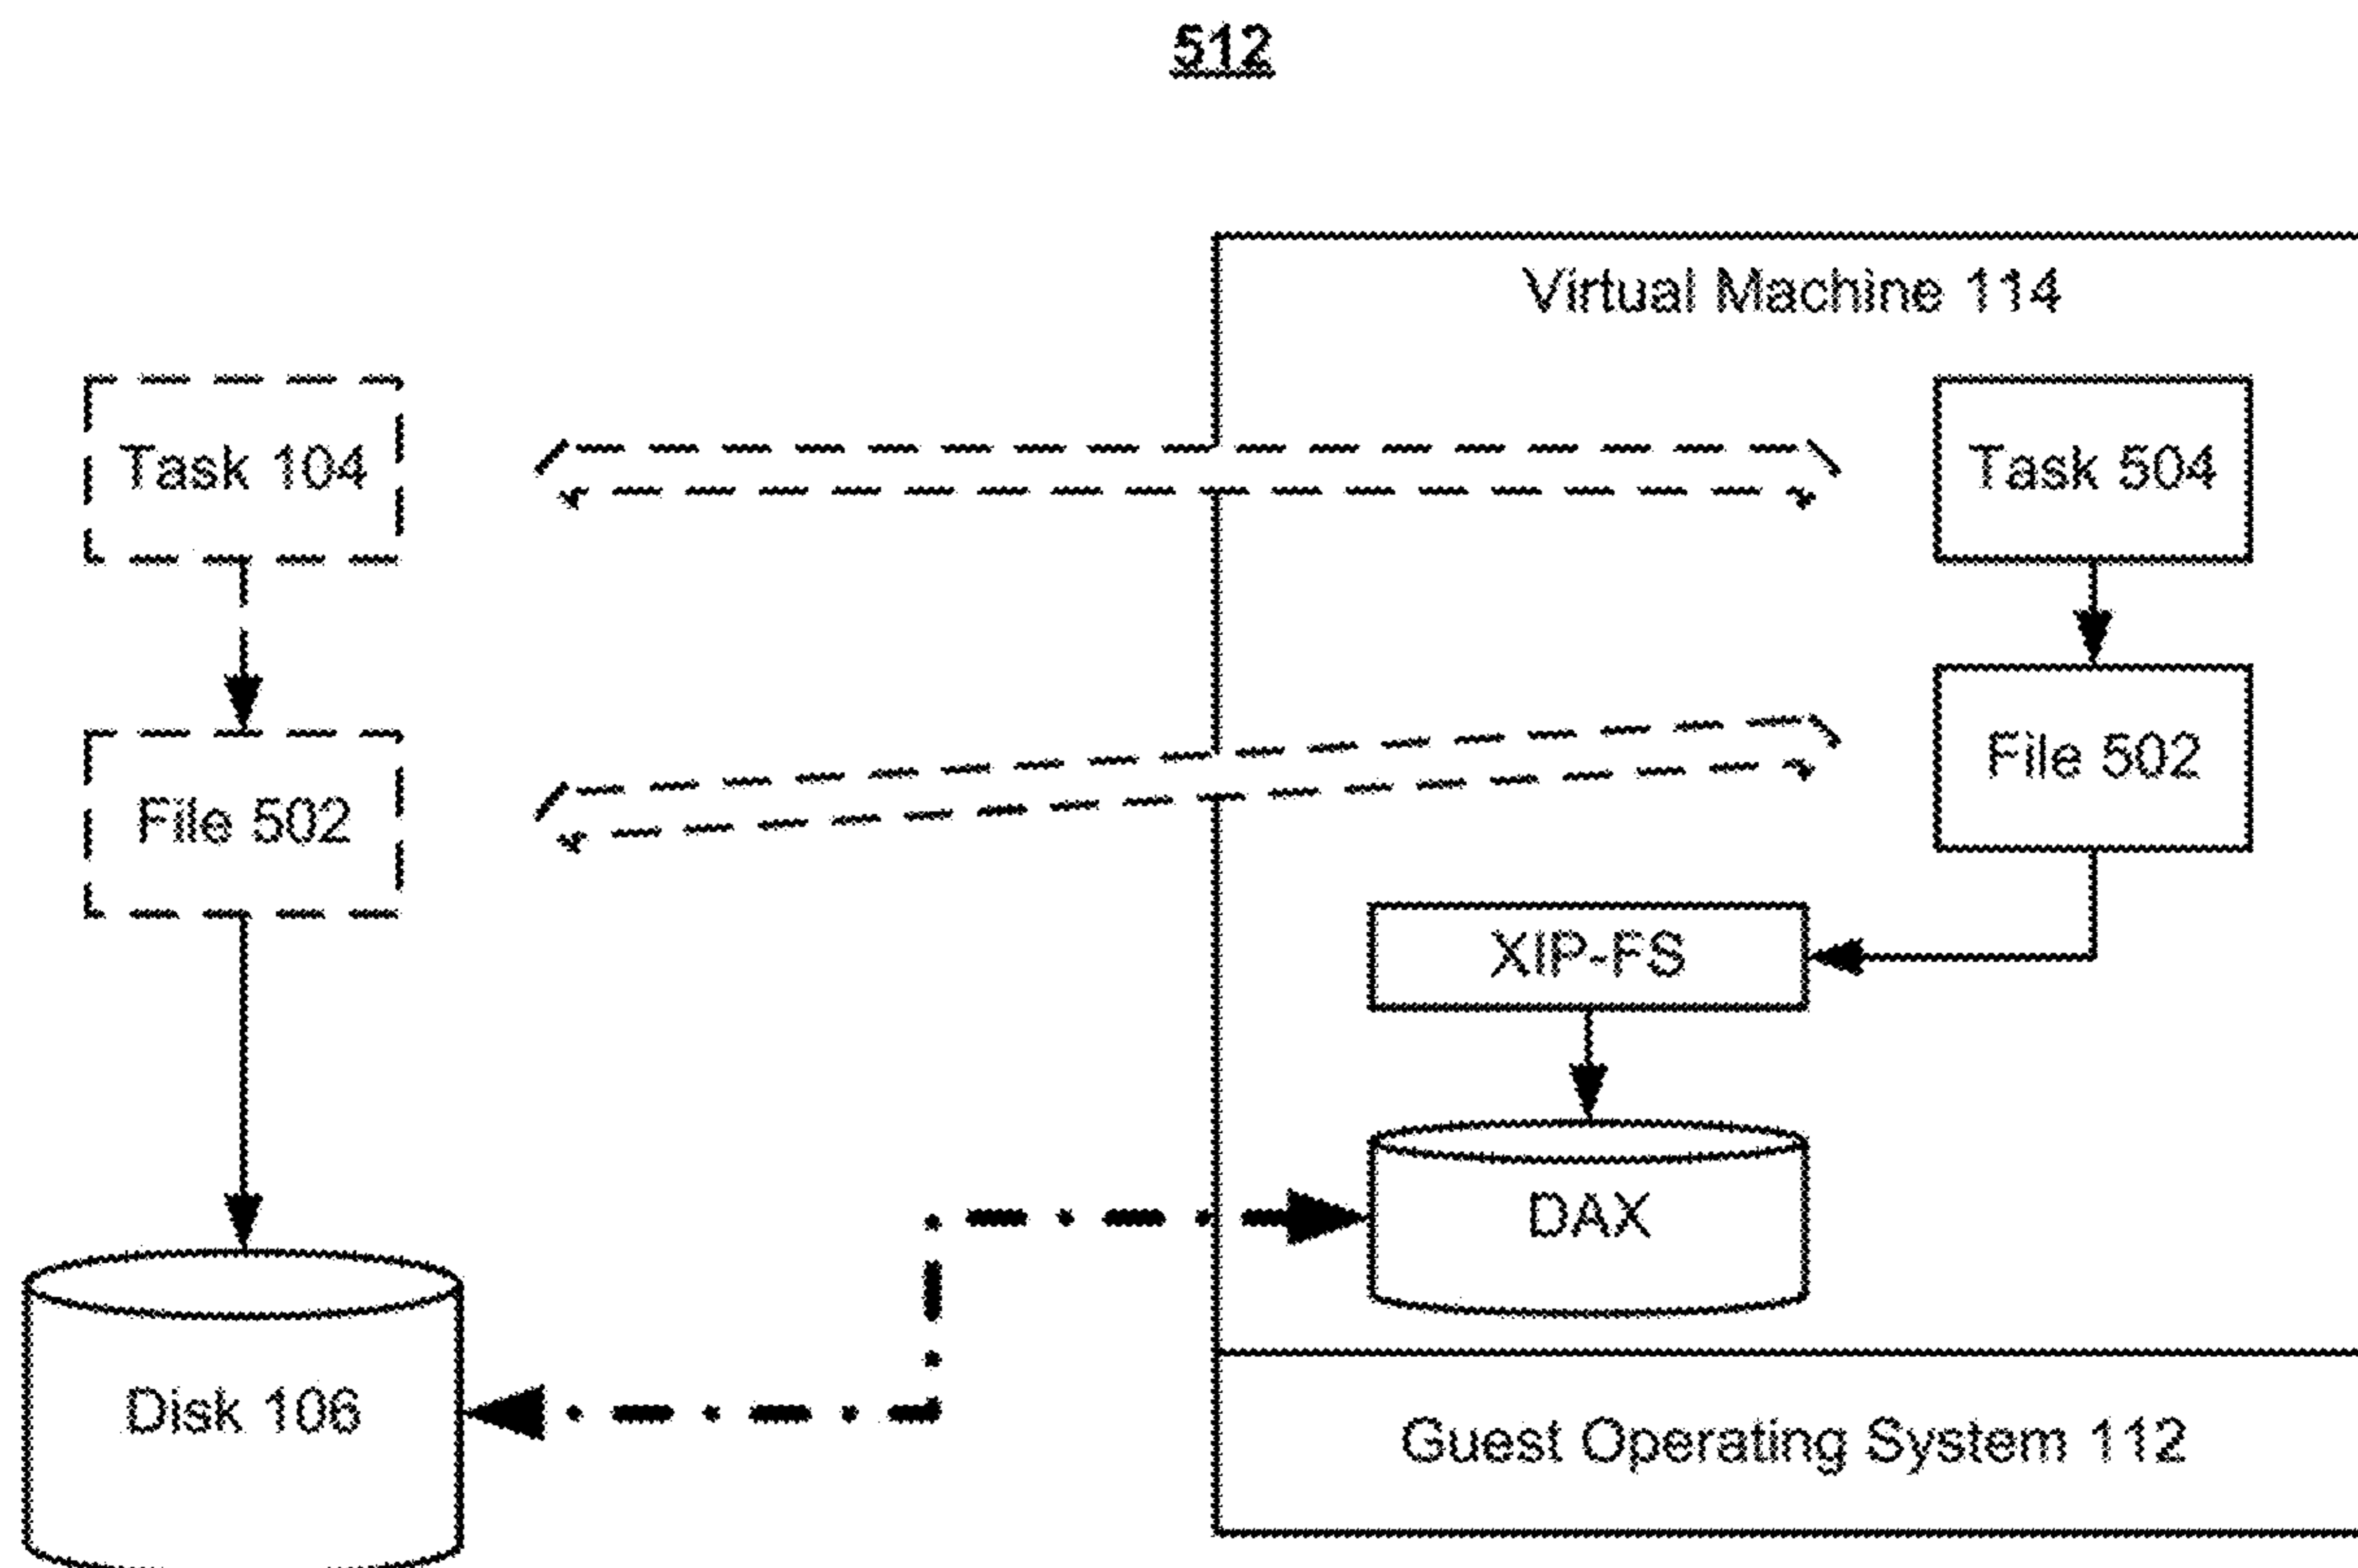 512
Virtual Machine 114
Task 104
Task 504
File 502
File 502
XIP-FS
DAX
Disk 106
Guest Operating System 112